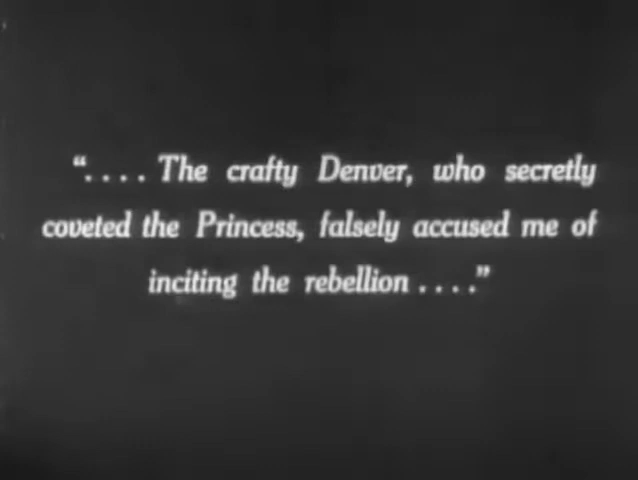 “. . . . The crafty Denver, who secretly
coveted the Princess, falsely accused me of
inciting the rebellion . . . .”